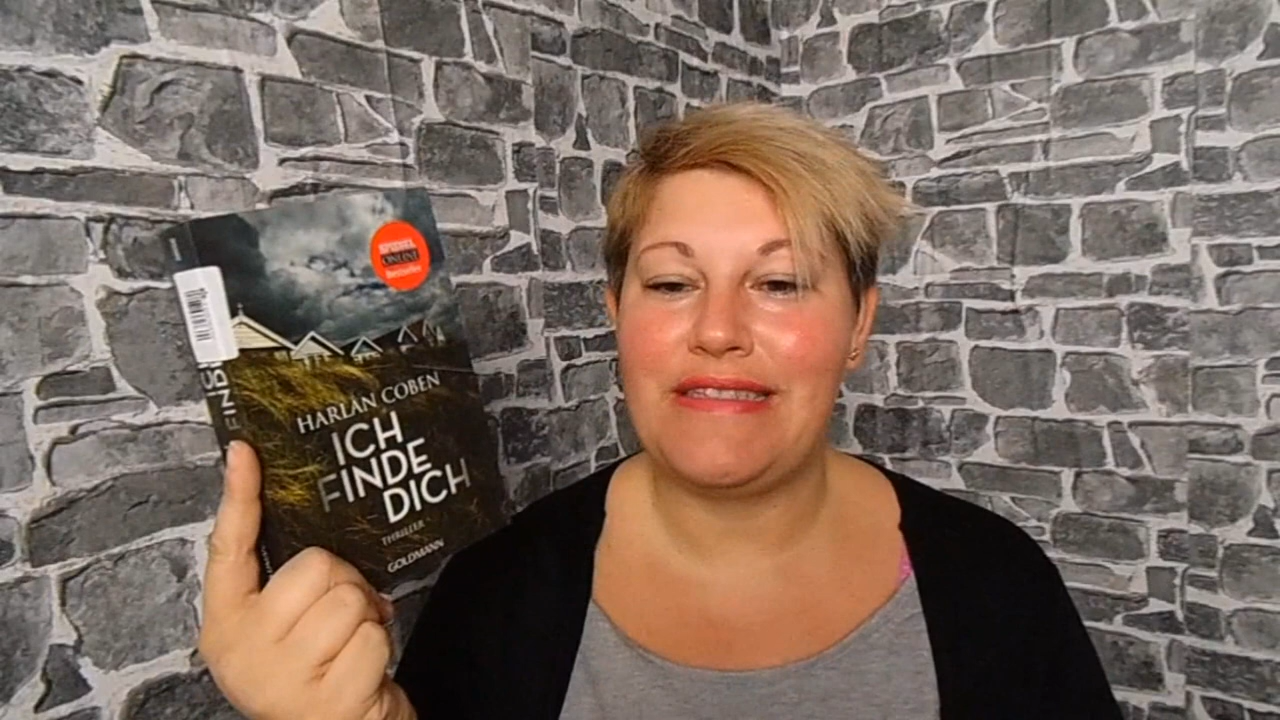 SPIEGEL
ONLINE
Bestseller
HARLAN COBEN
ICH
FINDE
DICH
THRILLER
GOLDMANN